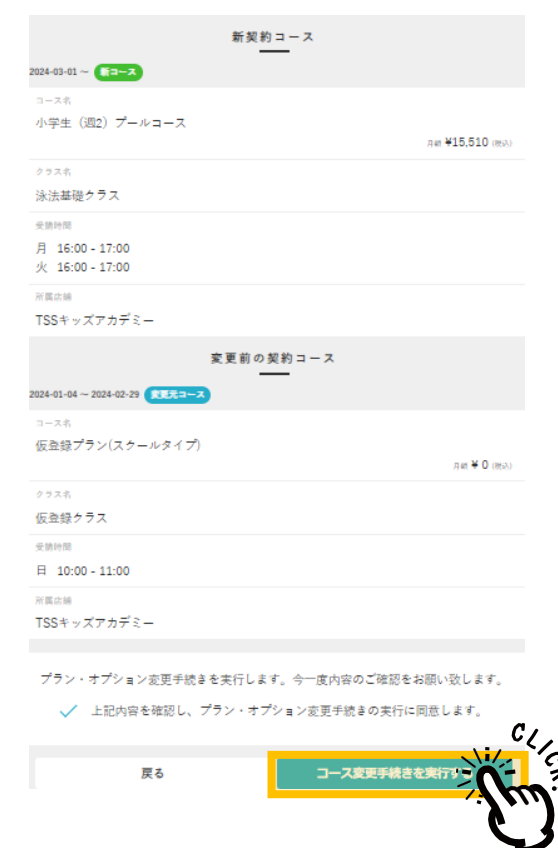 新契約コース
2024-03-01 ~ 新コース
コース名
小学生（週2）プールコース
月額 ¥15,510 (税込)
クラス名
泳法基礎クラス
受講時間
月 16:00 - 17:00
火 16:00 - 17:00
所属店舗
TSSキッズアカデミー
変更前の契約コース
2024-01-04 ~ 2024-02-29 変更元コース
コース名
仮登録プラン(スクールタイプ)
月額 ¥ 0 (税込)
クラス名
仮登録クラス
受講時間
日 10:00 - 11:00
所属店舗
TSSキッズアカデミー
プラン・オプション変更手続きを実行します。今一度内容のご確認をお願い致します。
上記内容を確認し、プラン・オプション変更手続きの実行に同意します。
CLICK!
戻る コース変更手続きを実行す